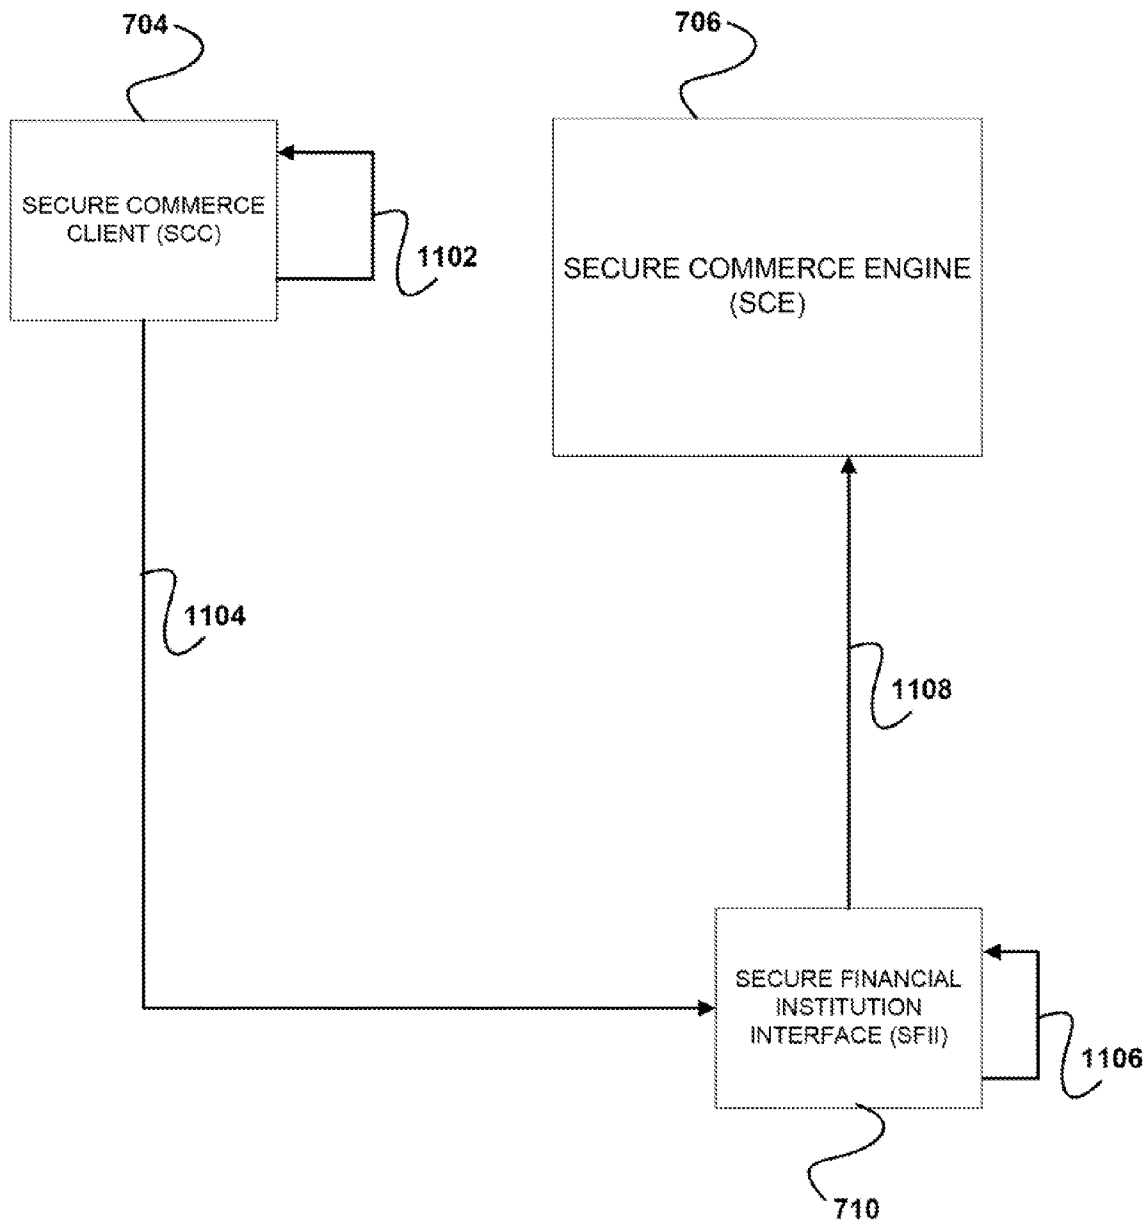 704
706
SECURE COMMERCE
CLIENT (SCC)
1102
SECURE COMMERCE ENGINE
(SCE)
1104
1108
SECURE FINANCIAL
INSTITUTION
INTERFACE (SFII)
1106
710